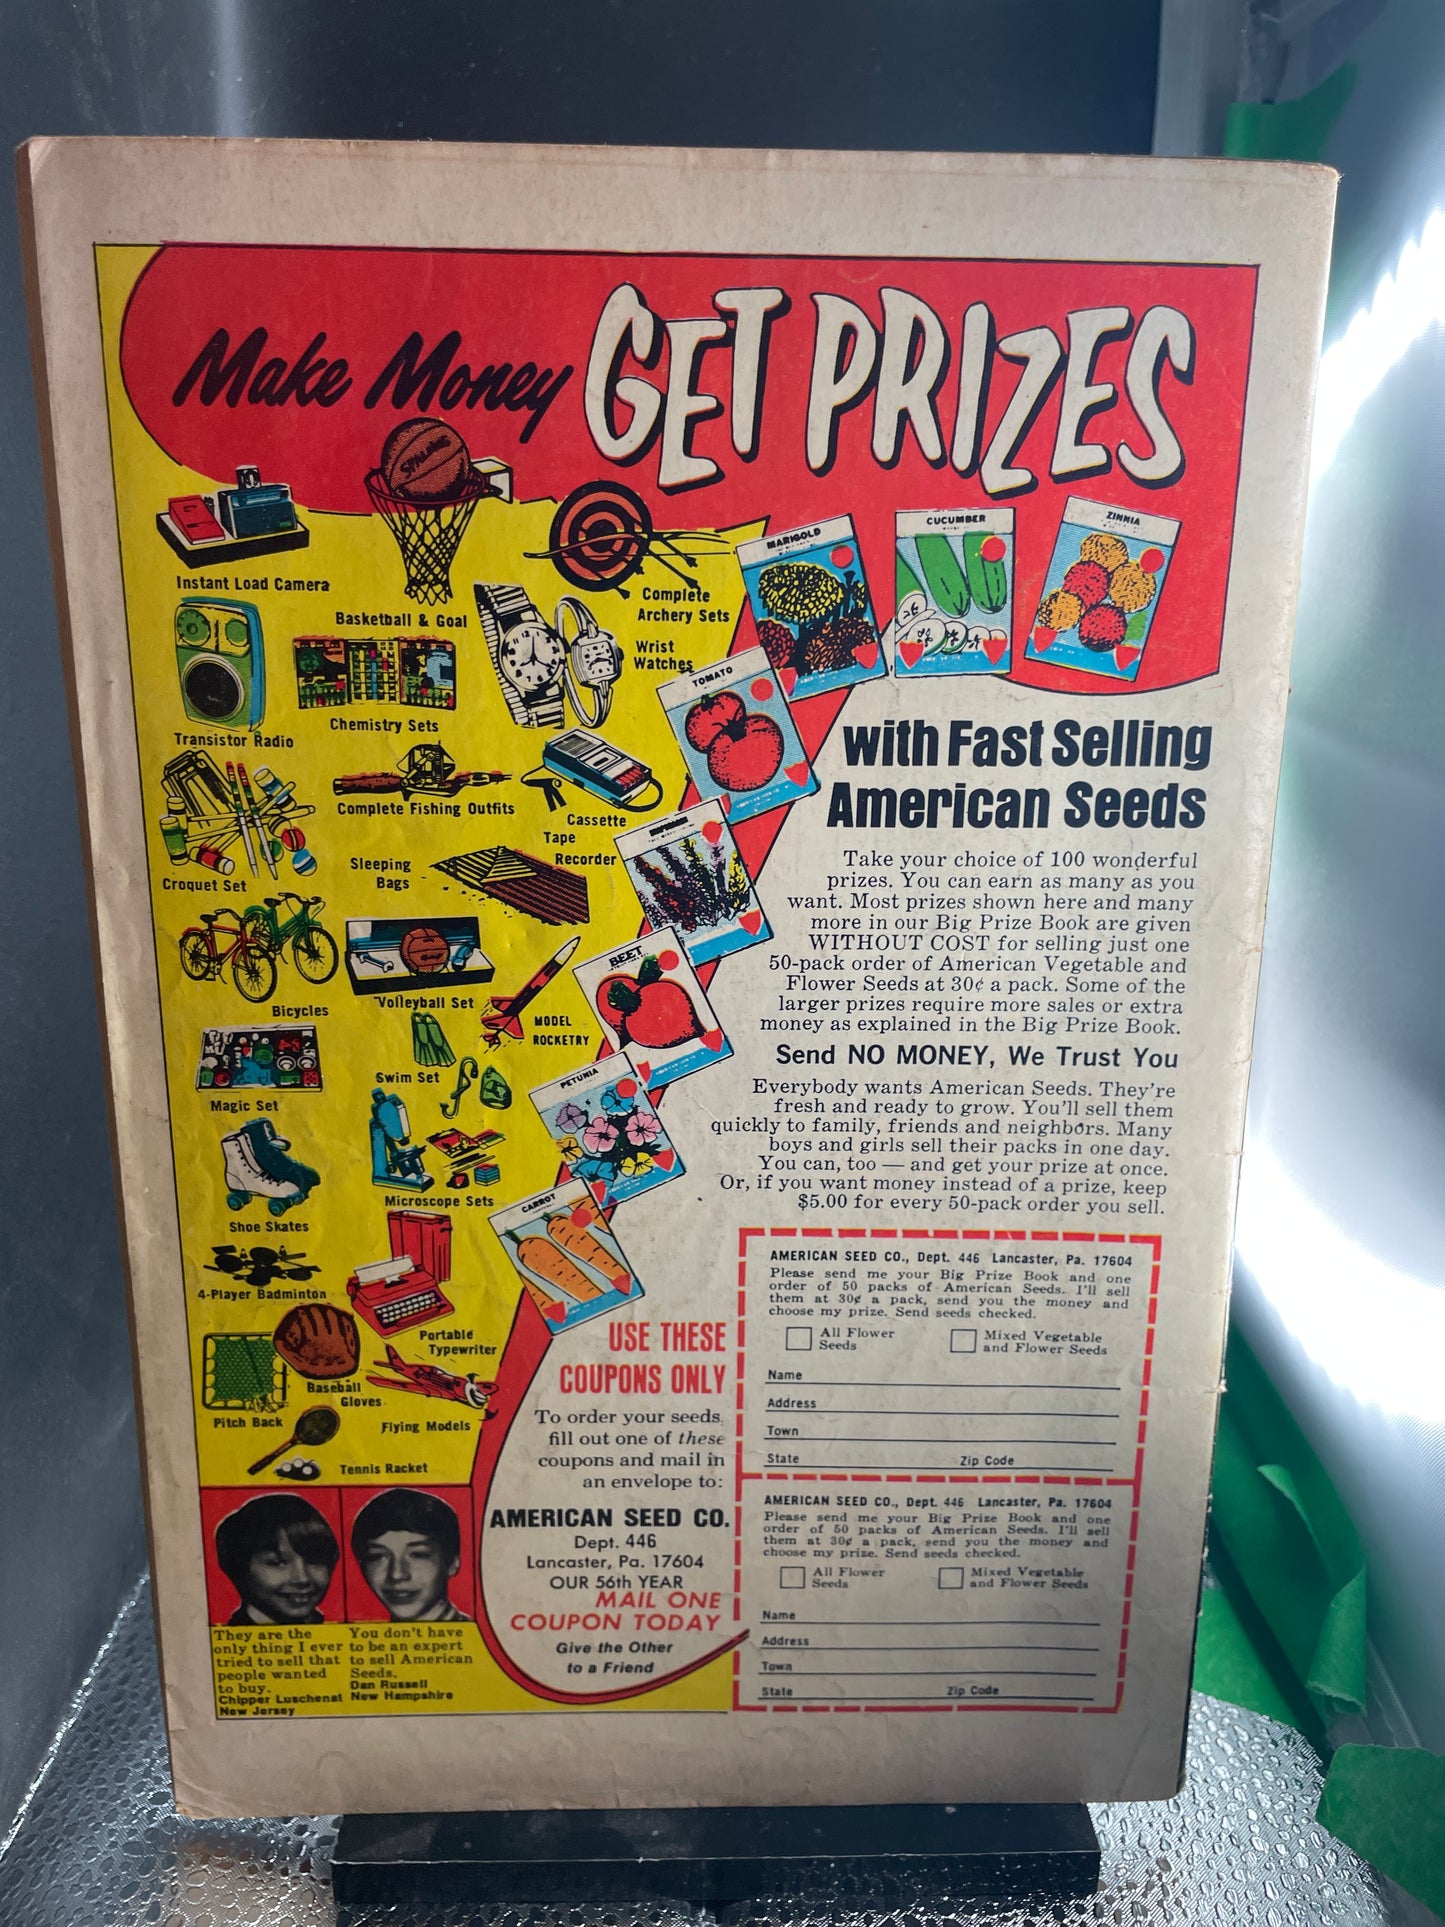 Make Money GET PRIZES
SPALDING
Instant Load Camera
Basketball & Goal
Complete
Archery Sets
Wrist
Watches
Transistor Radio
Chemistry Sets
Complete Fishing Outfits
Cassette
Tape
Recorder
Croquet Set
Sleeping
Bags
Bicycles
Volleyball Set
MODEL
ROCKETRY
Magic Set
Swim Set
Microscope Sets
Shoe Skates
4-Player Badminton
Portable
Typewriter
Baseball
Gloves
Pitch Back
Flying Models
Tennis Racket
MARIGOLD
CUCUMBER
ZINNIA
TOMATO
BEET
PETUNIA
CARROT
with Fast Selling
American Seeds
Take your choice of 100 wonderful
prizes. You can earn as many as you
want. Most prizes shown here and many
more in our Big Prize Book are given
WITHOUT COST for selling just one
50-pack order of American Vegetable and
Flower Seeds at 30¢ a pack. Some of the
larger prizes require more sales or extra
money as explained in the Big Prize Book.
Send NO MONEY, We Trust You
Everybody wants American Seeds. They're
fresh and ready to grow. You'll sell them
quickly to family, friends and neighbors. Many
boys and girls sell their packs in one day.
You can, too — and get your prize at once.
Or, if you want money instead of a prize, keep
$5.00 for every 50-pack order you sell.
USE THESE
COUPONS ONLY
To order your seeds,
fill out one of these
coupons and mail in
an envelope to:
AMERICAN SEED CO.
Dept. 446
Lancaster, Pa. 17604
OUR 56th YEAR
MAIL ONE
COUPON TODAY
Give the Other
to a Friend
AMERICAN SEED CO., Dept. 446 Lancaster, Pa. 17604
Please send me your Big Prize Book and one
order of 50 packs of American Seeds. I'll sell
them at 30¢ a pack, send you the money and
choose my prize. Send seeds checked.
All Flower
Seeds
Mixed Vegetable
and Flower Seeds
Name
Address
Town
State Zip Code
AMERICAN SEED CO., Dept. 446 Lancaster, Pa. 17604
Please send me your Big Prize Book and one
order of 50 packs of American Seeds. I'll sell
them at 30¢ a pack, send you the money and
choose my prize. Send seeds checked.
All Flower
Seeds
Mixed Vegetable
and Flower Seeds
Name
Address
Town
State Zip Code
They are the
only thing I ever
tried to sell that
people wanted
to buy.
Chipper Luschenat
New Jersey
You don't have
to be an expert
to sell American
Seeds.
Dan Russell
New Hampshire